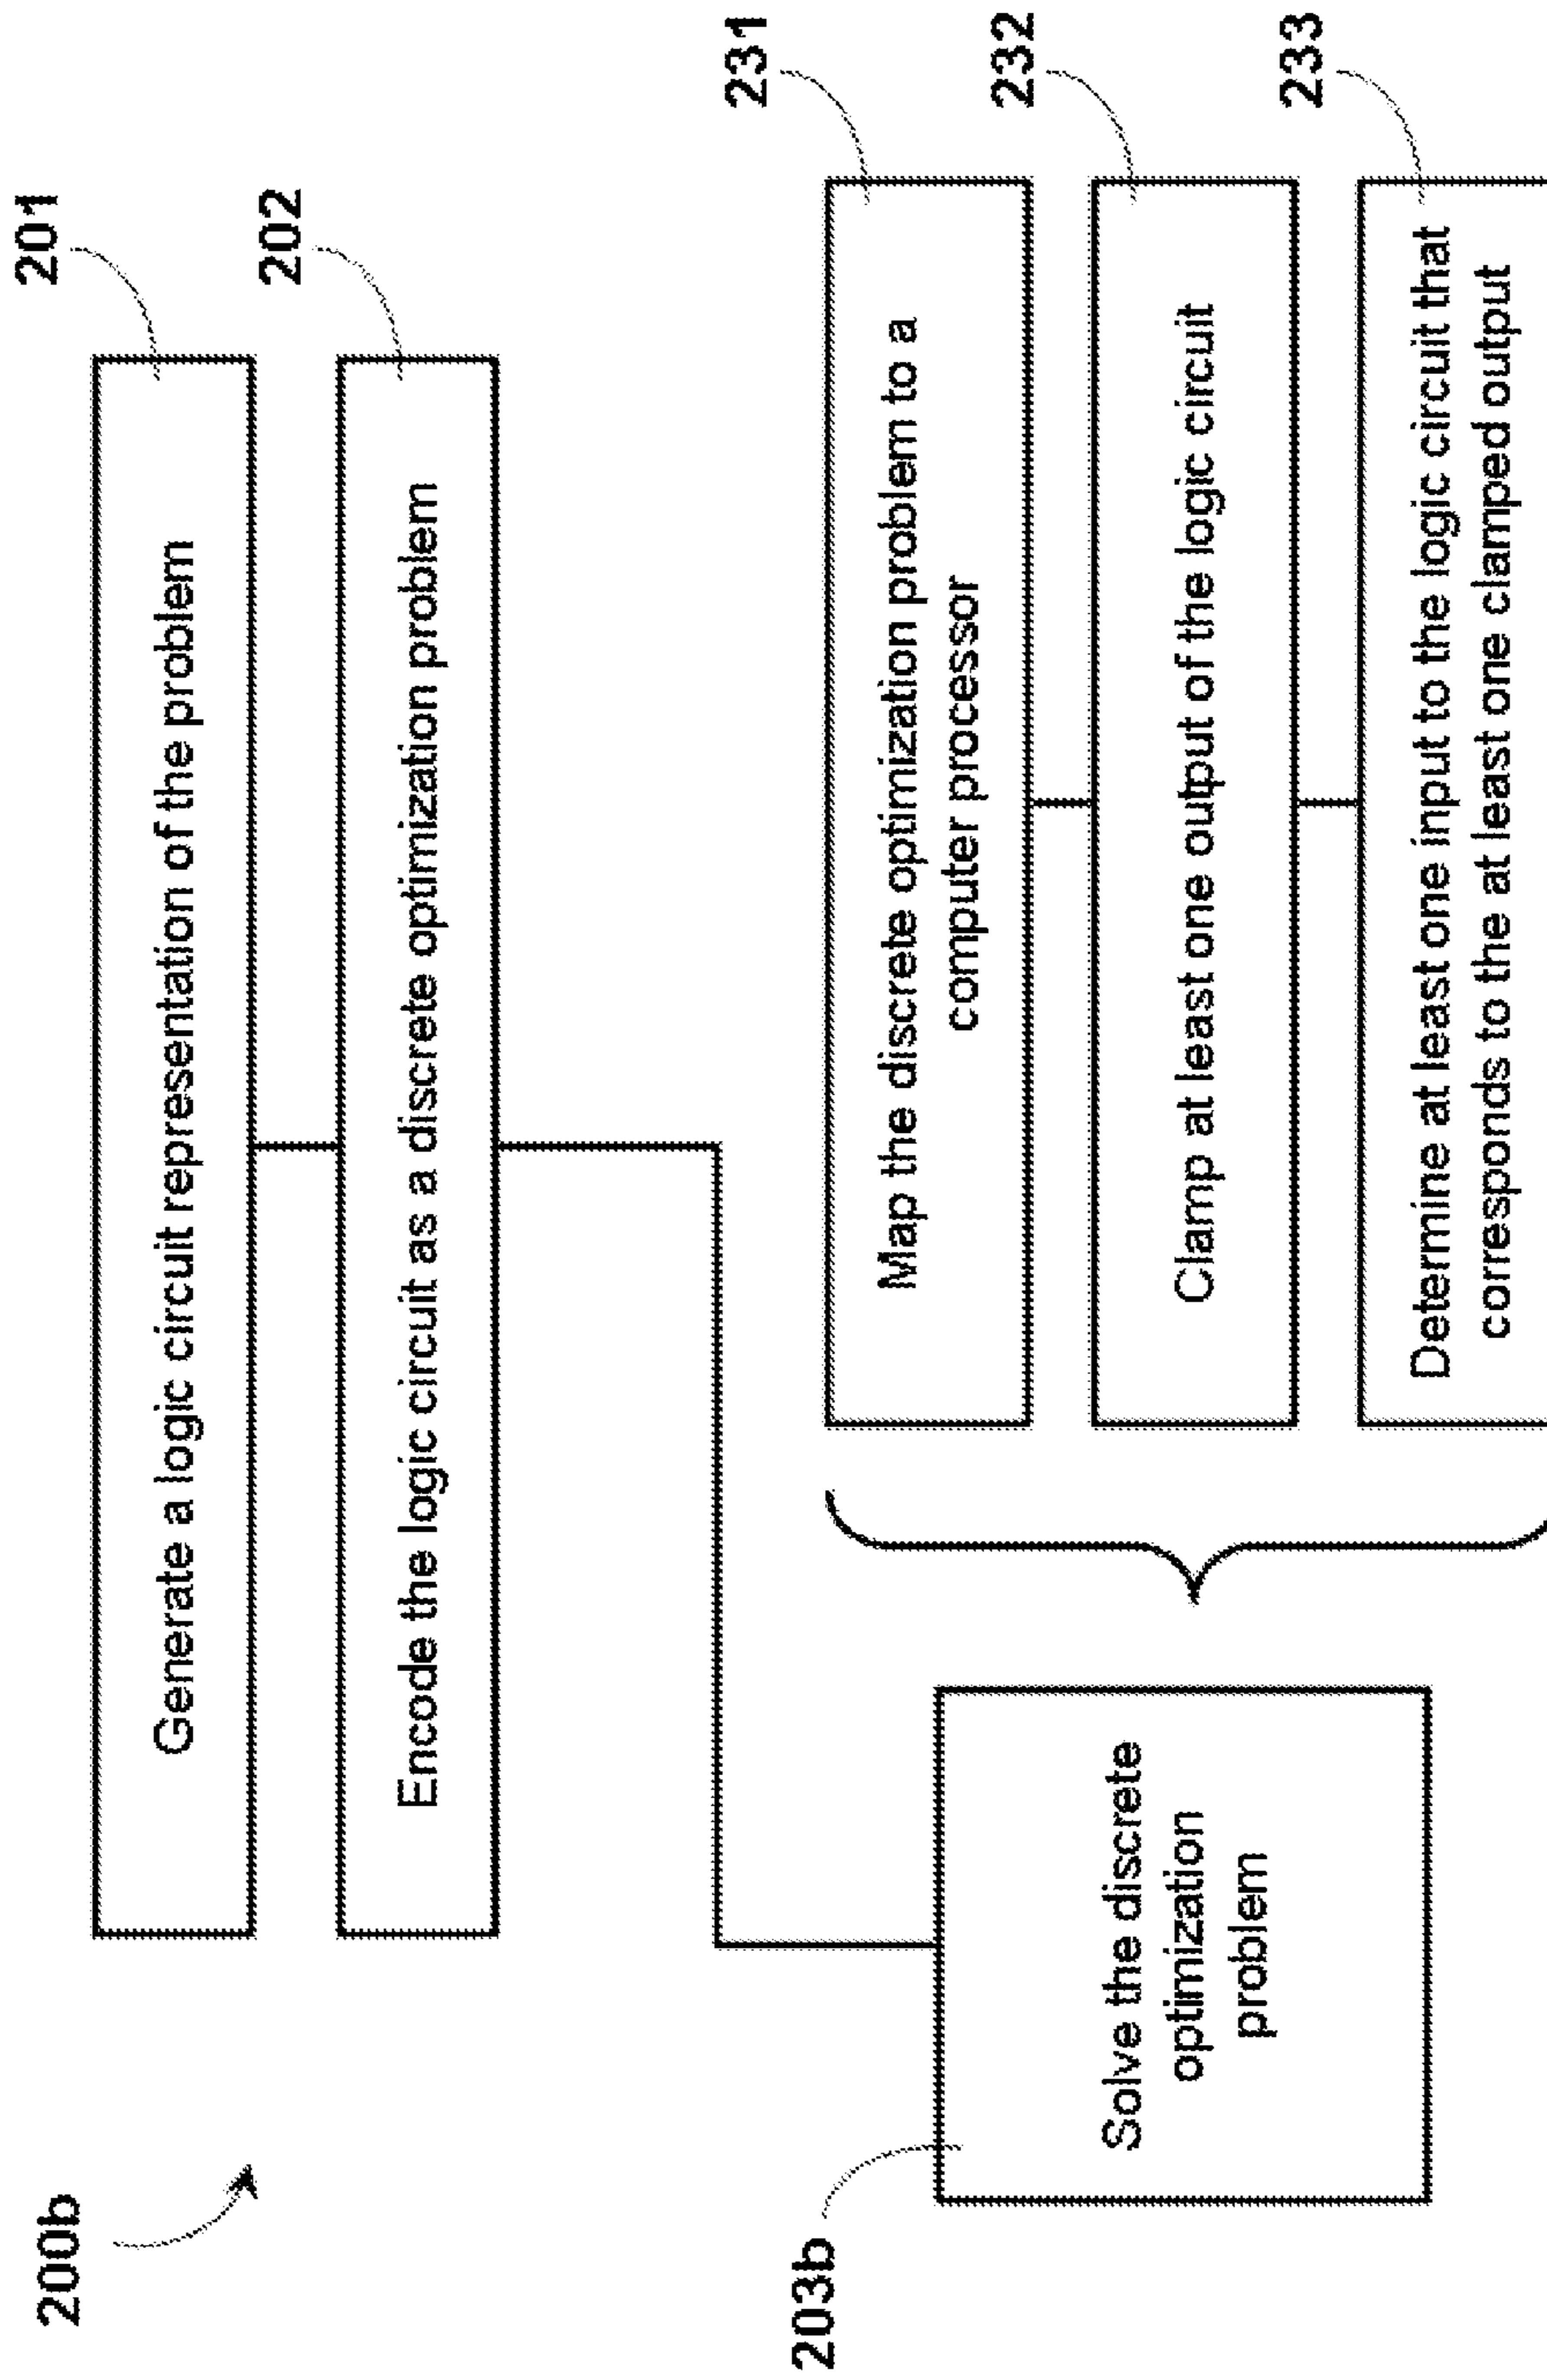 200b
201
Generate a logic circuit representation of the problem
202
Encode the logic circuit as a discrete optimization problem
203b
Solve the discrete
optimization
problem
231
Map the discrete optimization problem to a
computer processor
232
Clamp at least one output of the logic circuit
233
Determine at least one input to the logic circuit that
corresponds to the at least one clamped output